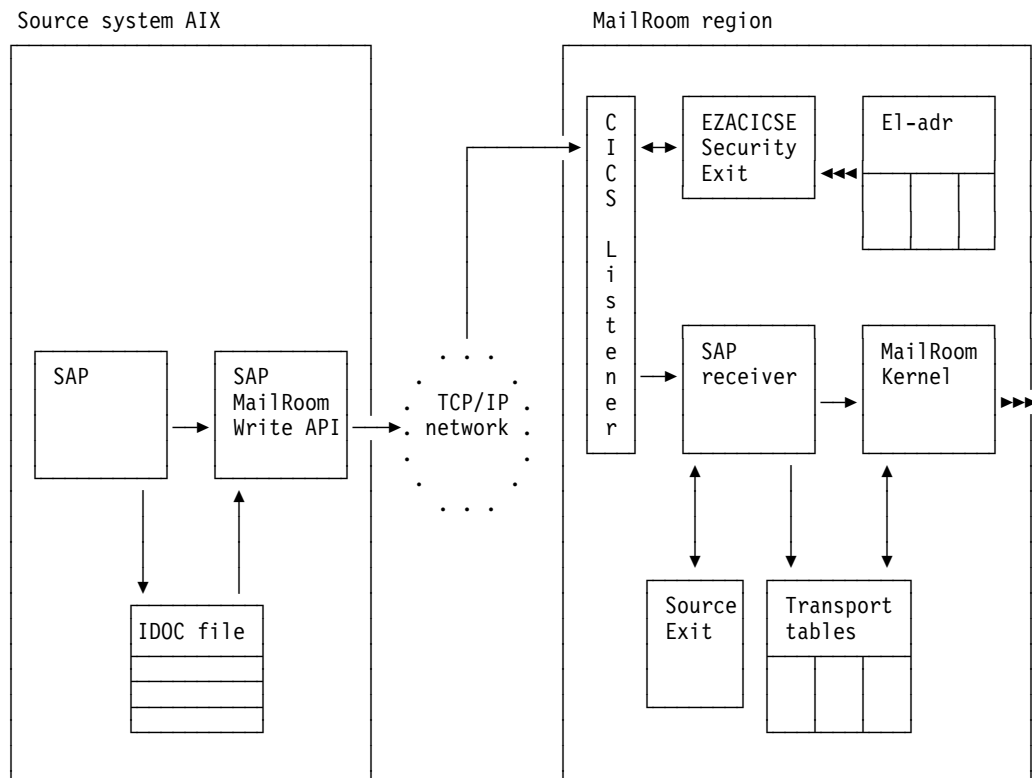 Source system AIX
MailRoom region
C
I
C
S
L
i
s
t
e
n
e
r
EZACICSE
Security
Exit
El-adr
SAP
SAP
MailRoom
Write API
TCP/IP
network
SAP
receiver
MailRoom
Kernel
IDOC file
Source
Exit
Transport
tables